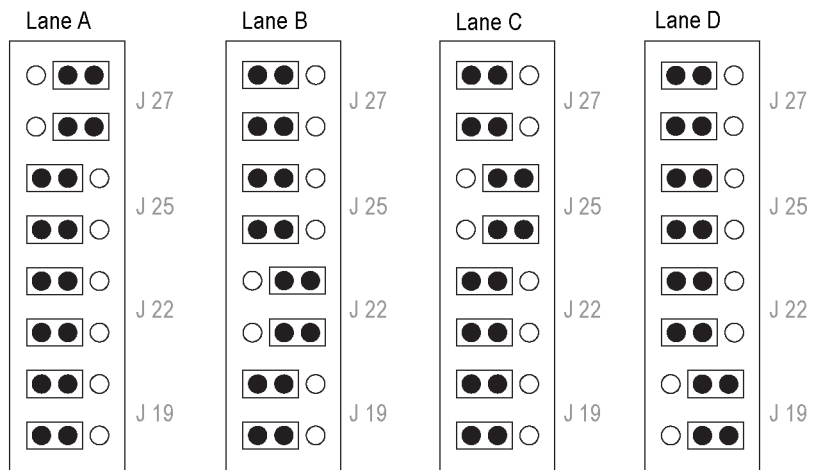 Lane A Lane B Lane C Lane D
J 27 J 27 J 27 J 27
J 25 J 25 J 25 J 25
J 22 J 22 J 22 J 22
J 19 J 19 J 19 J 19